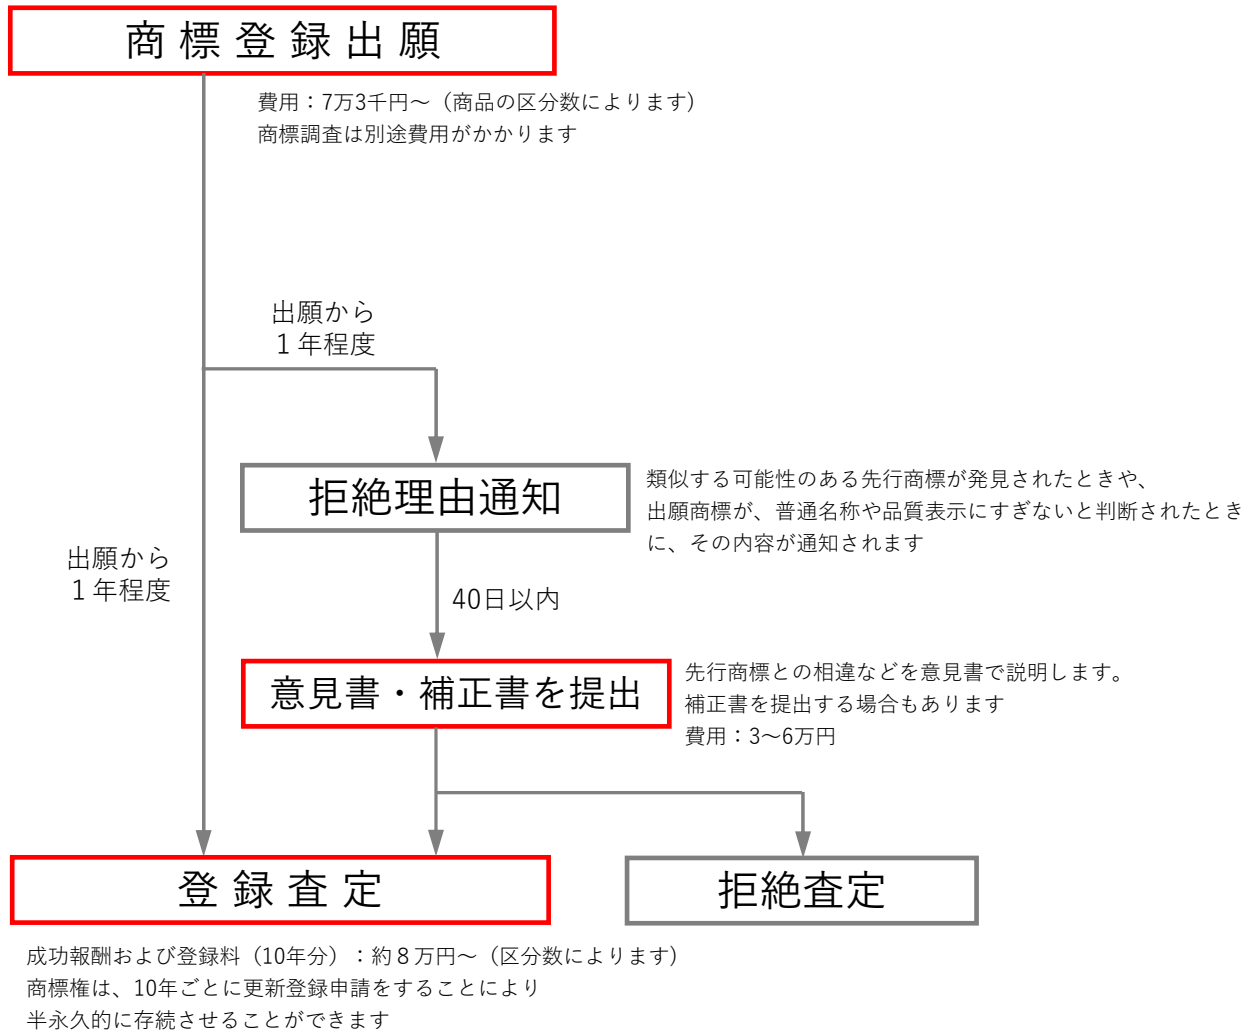 商標登録出願
費用：7万3千円～（商品の区分数によります）
商標調査は別途費用がかかります
出願から
１年程度
拒絶理由通知
類似する可能性のある先行商標が発見されたときや、
出願商標が、普通名称や品質表示にすぎないと判断されたとき
に、その内容が通知されます
出願から
１年程度
40日以内
意見書・補正書を提出
先行商標との相違などを意見書で説明します。
補正書を提出する場合もあります
費用：3～6万円
登録査定
拒絶査定
成功報酬および登録料（10年分）：約８万円～（区分数によります）
商標権は、10年ごとに更新登録申請をすることにより
半永久的に存続させることができます